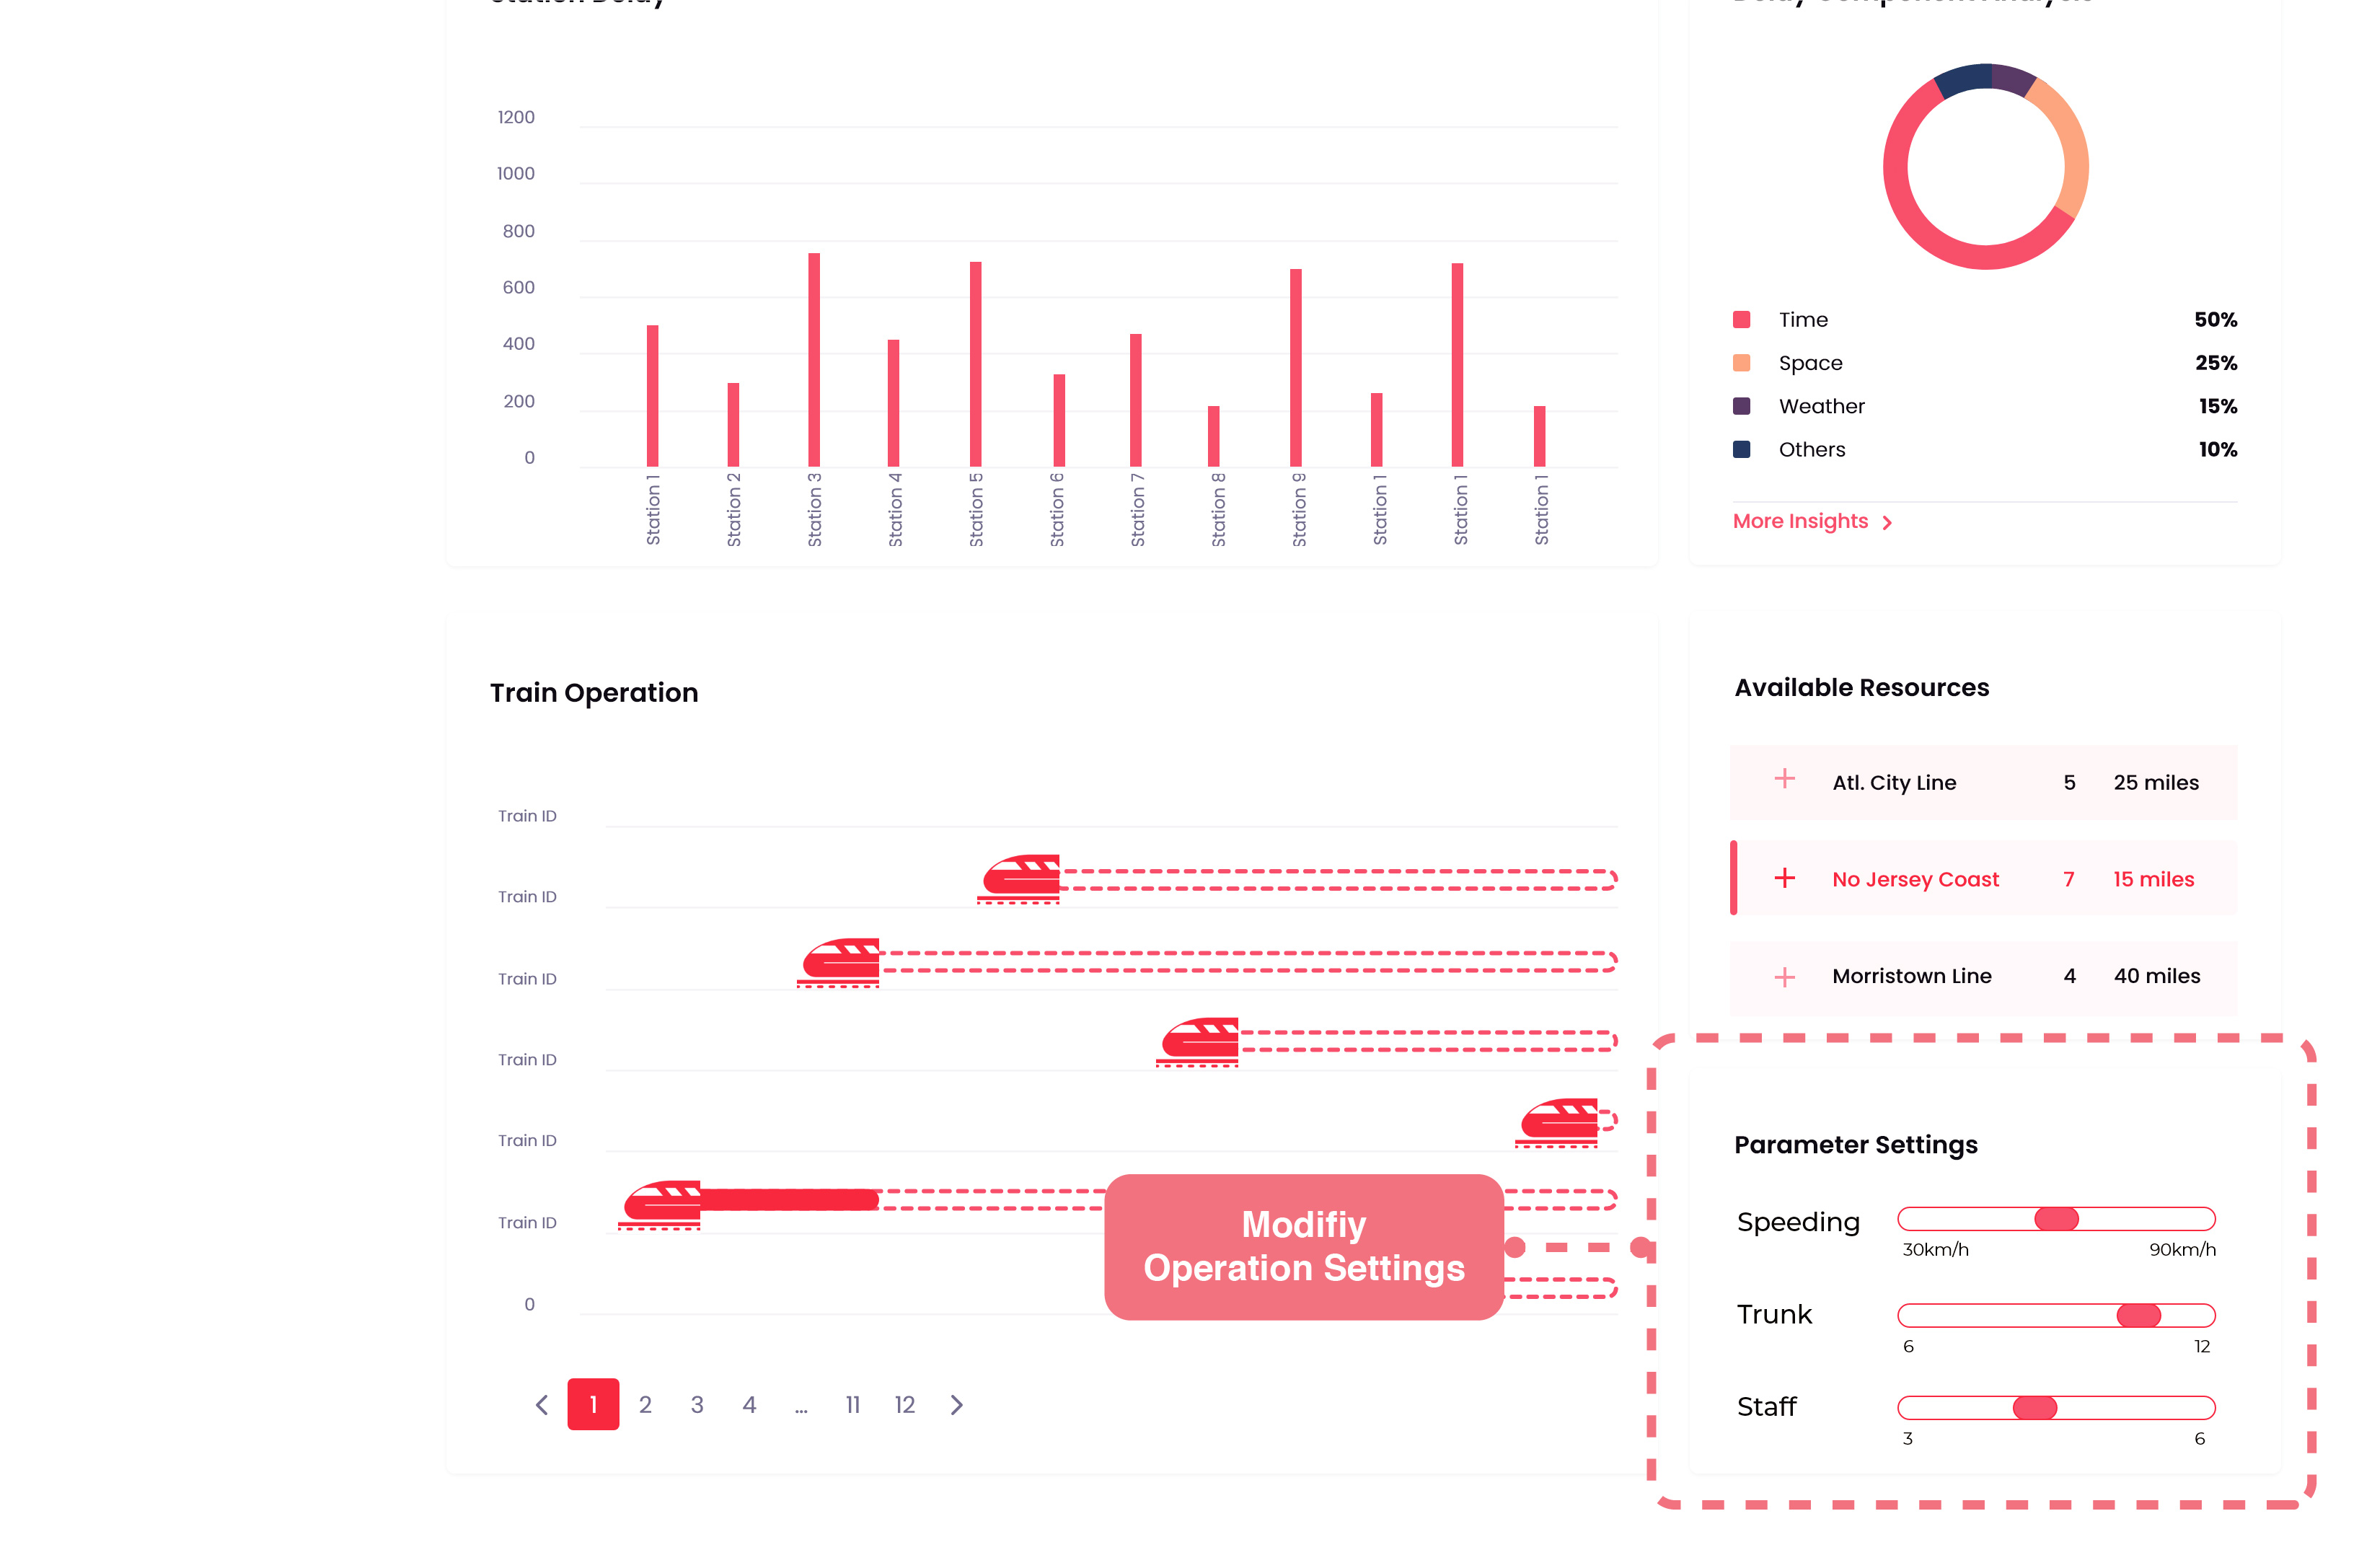 Station Delay
1200
1000
800
600
400
200
0
Station 1
Station 2
Station 3
Station 4
Station 5
Station 6
Station 7
Station 8
Station 9
Station 1
Station 1
Station 1
Delay Component Analysis
Time 50%
Space 25%
Weather 15%
Others 10%
More Insights
Train Operation
Train ID
Train ID
Train ID
Train ID
Train ID
Train ID
0
Modifiy
Operation Settings
1 2 3 4 ... 11 12
Available Resources
Atl. City Line 5 25 miles
No Jersey Coast 7 15 miles
Morristown Line 4 40 miles
Parameter Settings
Speeding
30km/h 90km/h
Trunk
6 12
Staff
3 6